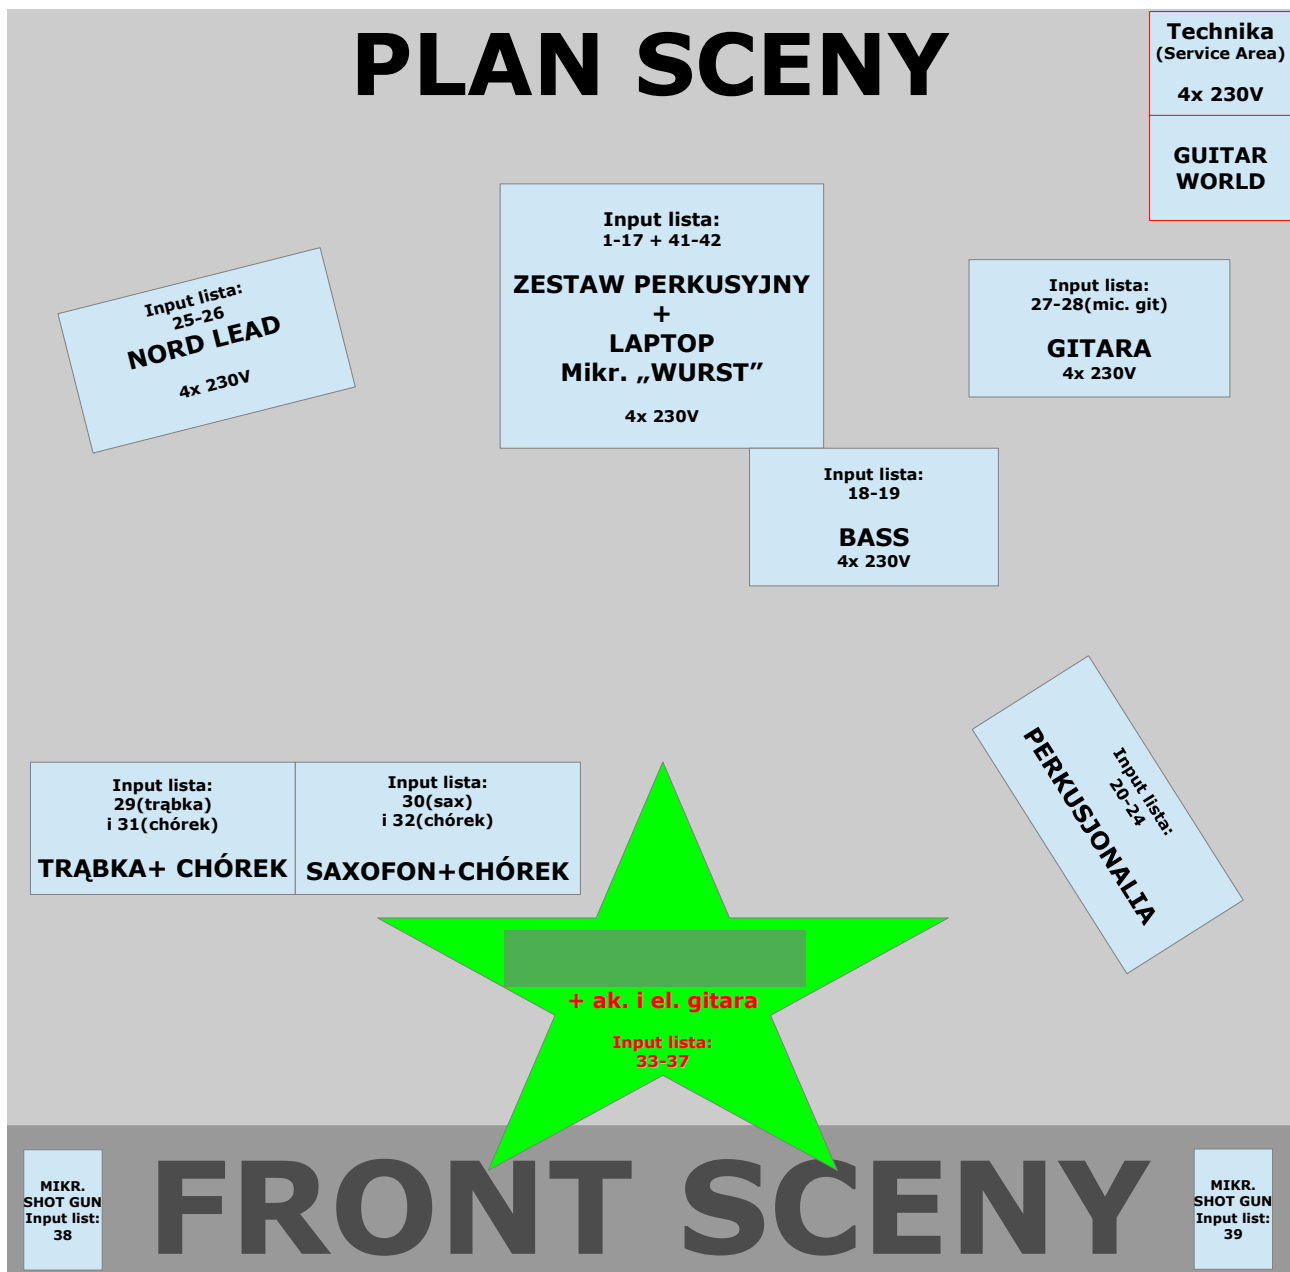 PLAN SCENY
Technika
(Service Area)
4x 230V
GUITAR
WORLD
Input lista:
1-17 + 41-42
ZESTAW PERKUSYJNY
+
LAPTOP
Mikr. „WURST”
4x 230V
Input lista:
25-26
NORD LEAD
4x 230V
Input lista:
27-28(mic. git)
GITARA
4x 230V
Input lista:
18-19
BASS
4x 230V
Input lista:
20-24
PERKUSJONALIA
Input lista:
29(trąbka)
i 31(chórek)
TRĄBKA+ CHÓREK
Input lista:
30(sax)
i 32(chórek)
SAXOFON+CHÓREK
+ ak. i el. gitara
Input lista:
33-37
MIKR.
SHOT GUN
Input list:
38
FRONT SCENY
MIKR.
SHOT GUN
Input list:
39